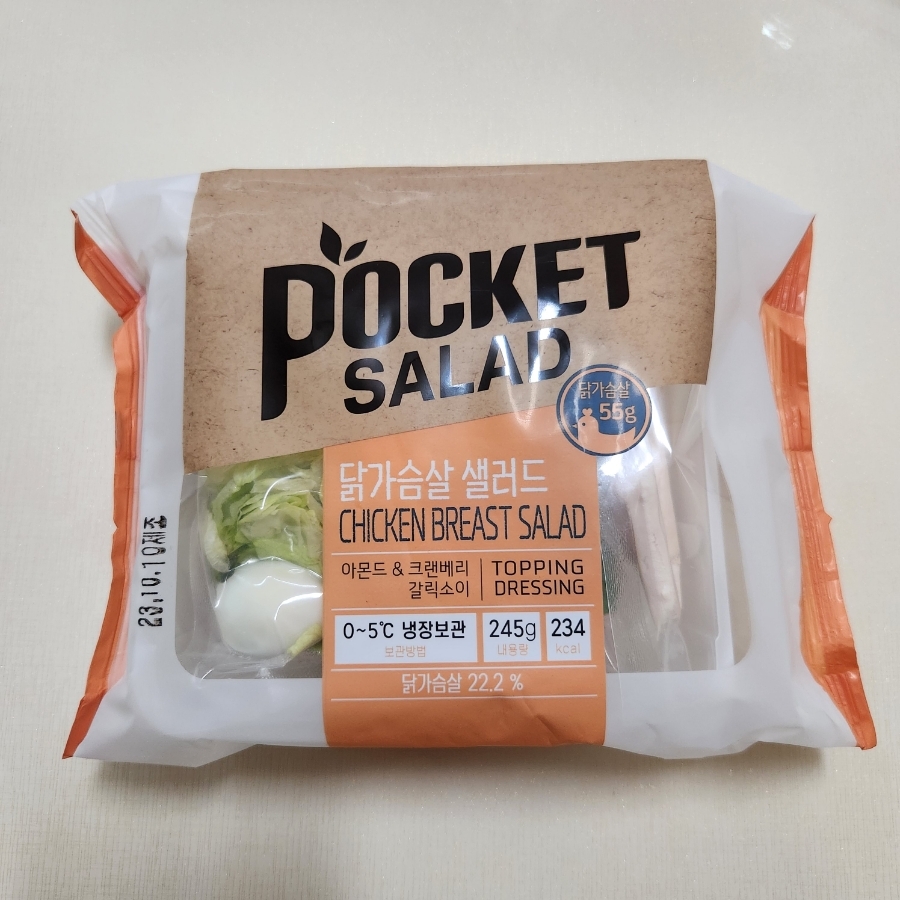 POCKET
SALAD
닭가슴살
55g
닭가슴살 샐러드
CHICKEN BREAST SALAD
아몬드 & 크랜베리 TOPPING
갈릭소이 DRESSING
0~5℃ 냉장보관 245g 234
보관방법 내용량 kcal
닭가슴살 22.2 %
23.10.10제조